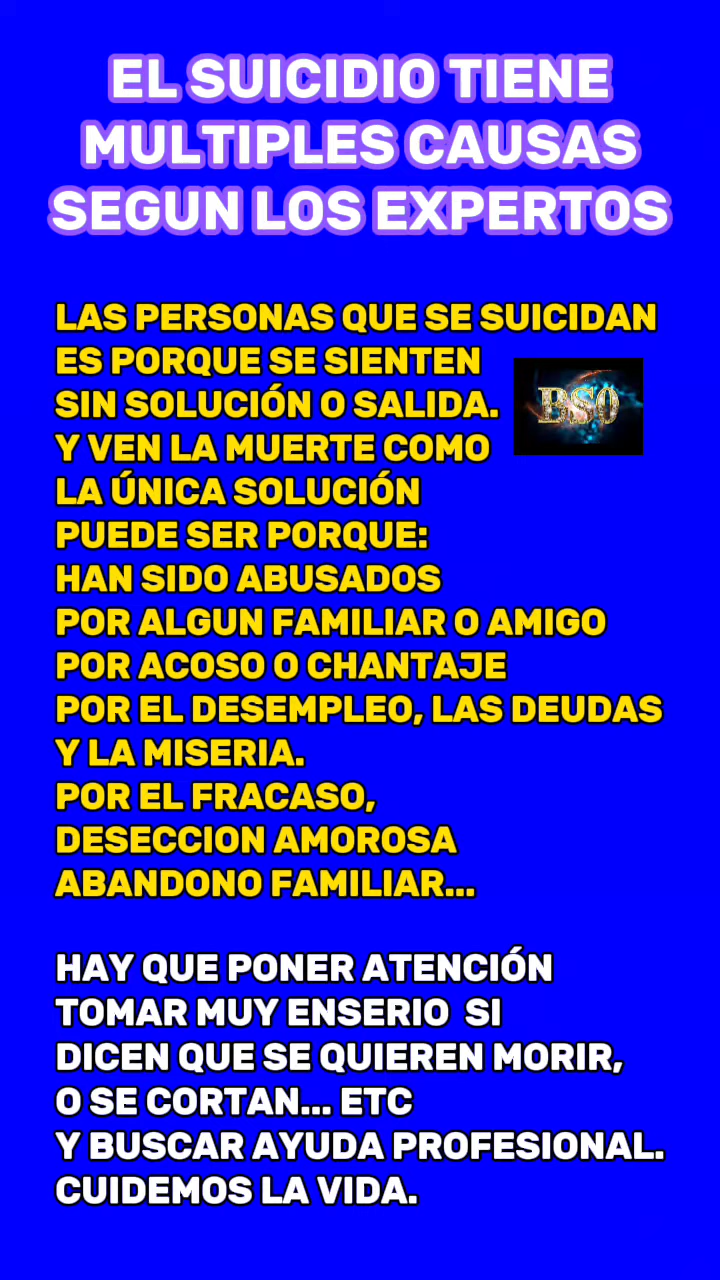 EL SUICIDIO TIENE
MULTIPLES CAUSAS
SEGUN LOS EXPERTOS
LAS PERSONAS QUE SE SUICIDAN
ES PORQUE SE SIENTEN
SIN SOLUCIÓN O SALIDA.
Y VEN LA MUERTE COMO
LA ÚNICA SOLUCIÓN
PUEDE SER PORQUE:
HAN SIDO ABUSADOS
POR ALGUN FAMILIAR O AMIGO
POR ACOSO O CHANTAJE
POR EL DESEMPLEO, LAS DEUDAS
Y LA MISERIA.
POR EL FRACASO,
DESECCION AMOROSA
ABANDONO FAMILIAR...
BSO
HAY QUE PONER ATENCIÓN
TOMAR MUY ENSERIO SI
DICEN QUE SE QUIEREN MORIR,
O SE CORTAN... ETC
Y BUSCAR AYUDA PROFESIONAL.
CUIDEMOS LA VIDA.